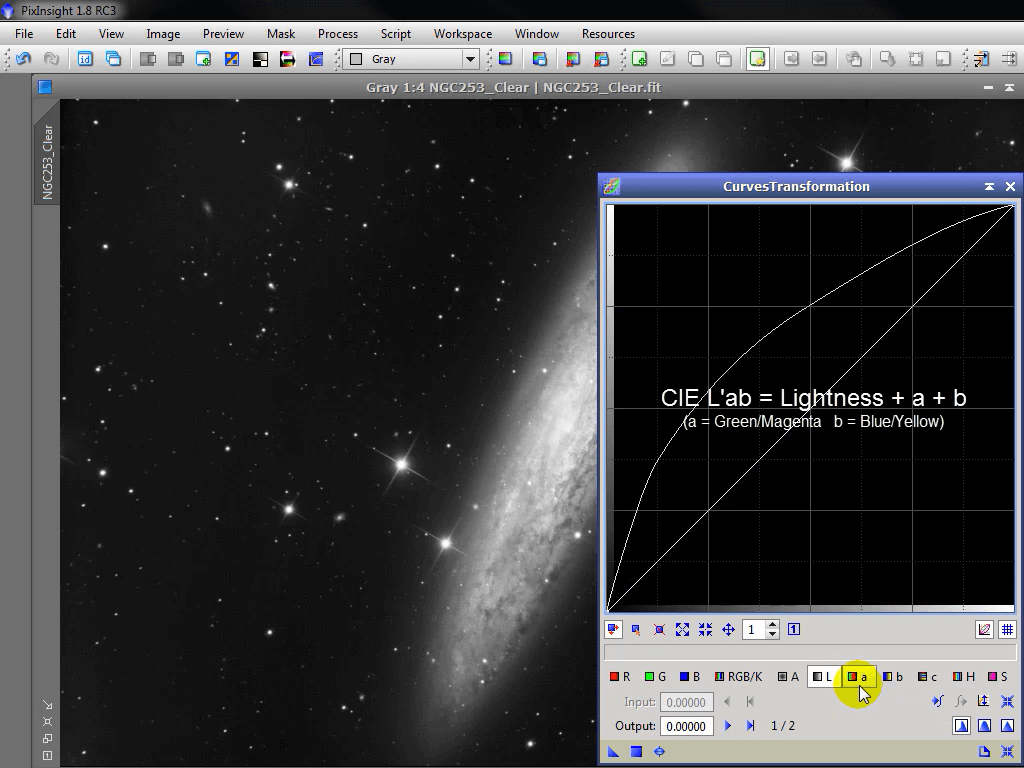 PixInsight 1.8 RC3
File Edit View Image Preview Mask Process Script Workspace Window Resources
id Gray
Gray 1:4 NGC253_Clear | NGC253_Clear.fit
NGC253_Clear
CurvesTransformation
CIE L'ab = Lightness + a + b
(a = Green/Magenta b = Blue/Yellow)
1 1
R G B RGB/K A L a b c H S
Input: 0.00000
Output: 0.00000 1 / 2